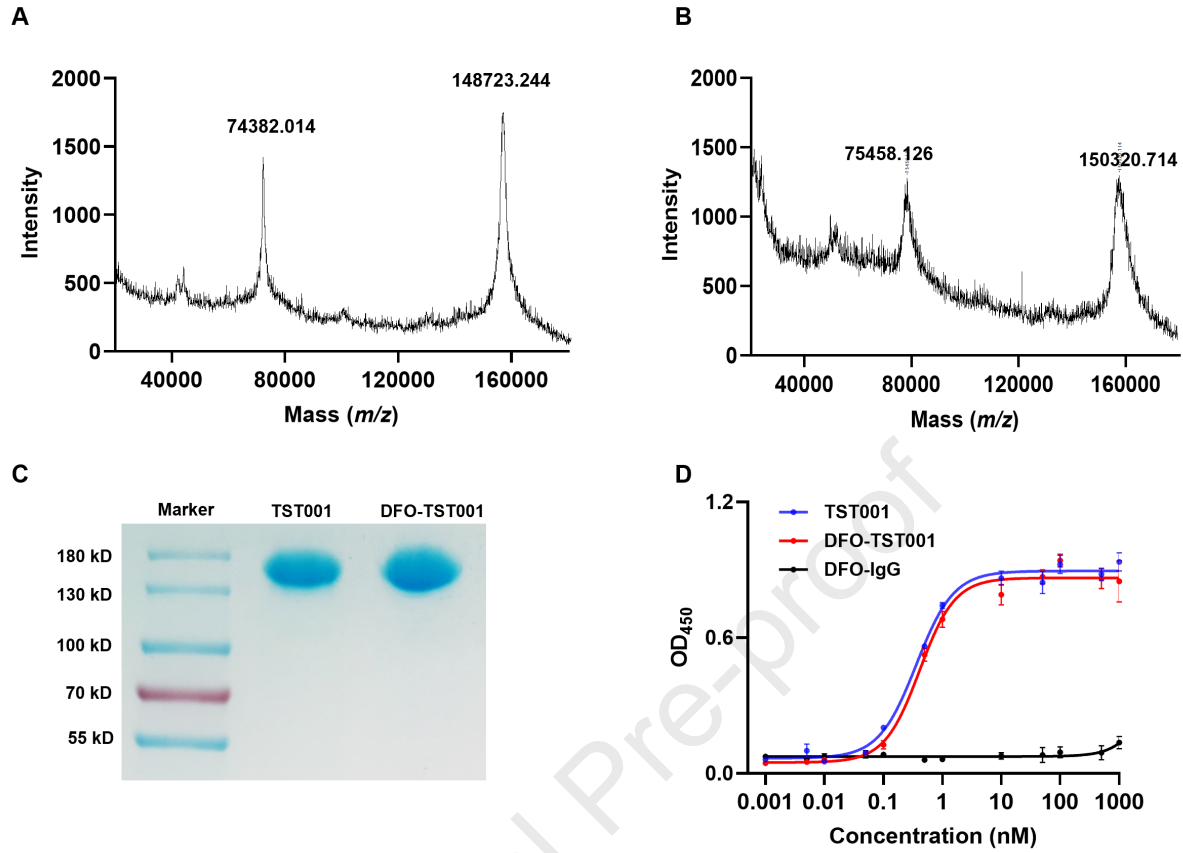 A
2000
1500
1000
500
0
Intensity
74382.014
148723.244
40000 80000 120000 160000
Mass (m/z)
B
2000
1500
1000
500
0
Intensity
75458.126
150320.714
40000 80000 120000 160000
Mass (m/z)
C
Marker TST001 DFO-TST001
180 kD
130 kD
100 kD
70 kD
55 kD
D
1.2
0.6
0.0
OD450
TST001
DFO-TST001
DFO-IgG
0.001 0.01 0.1 1 10 100 1000
Concentration (nM)
Pre-proof